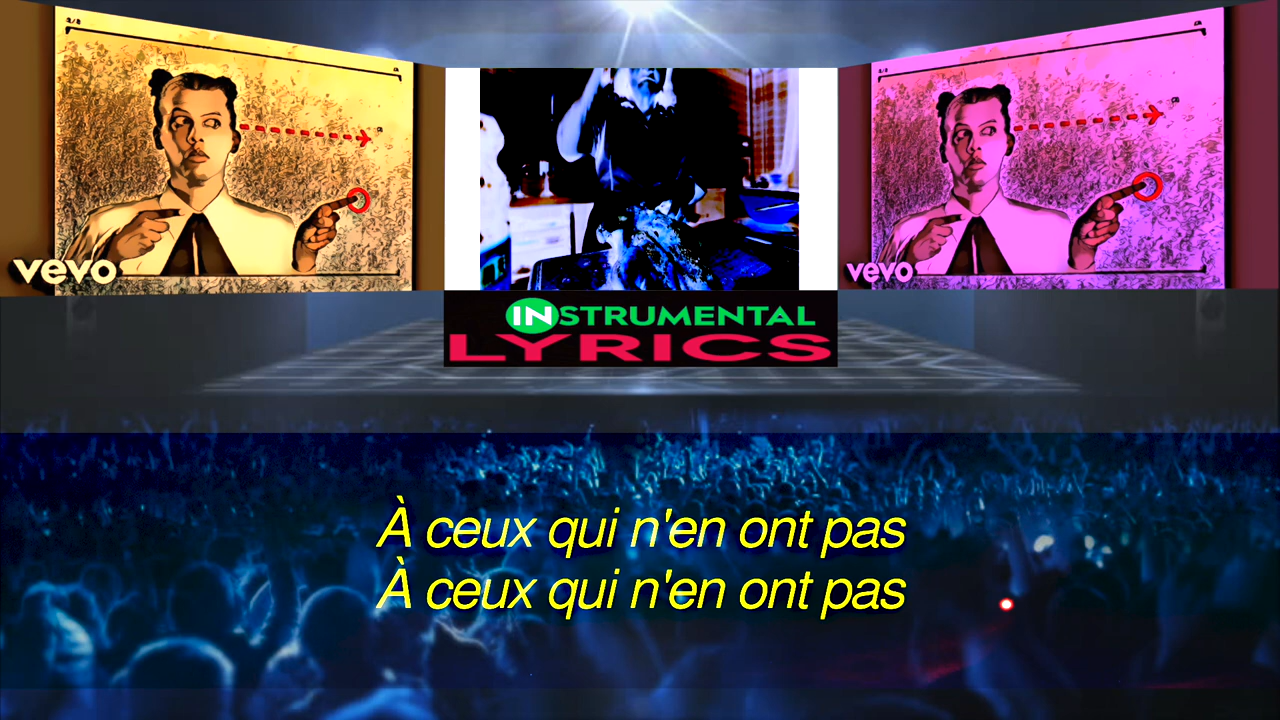 vevo
vevo
INSTRUMENTAL
LYRICS
À ceux qui n'en ont pas
À ceux qui n'en ont pas